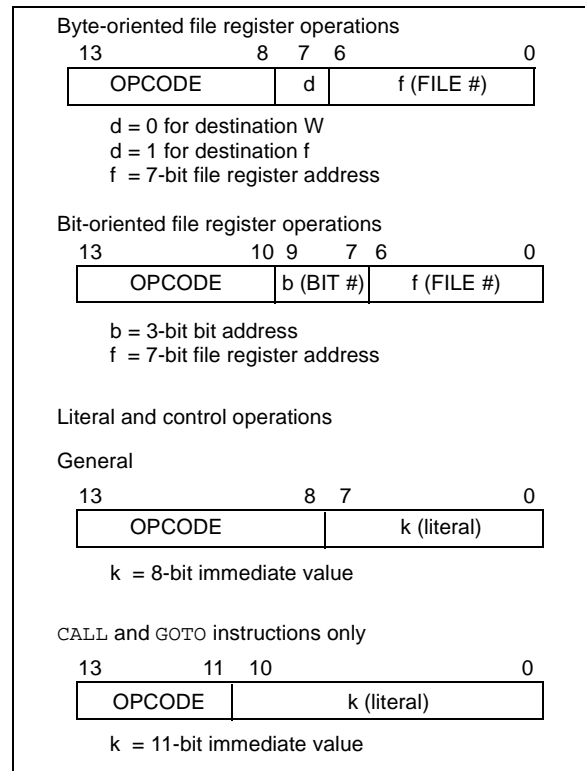 Byte-oriented file register operations
13 8 7 6 0
OPCODE d f (FILE #)
d = 0 for destination W
d = 1 for destination f
f = 7-bit file register address
Bit-oriented file register operations
13 10 9 7 6 0
OPCODE b (BIT #) f (FILE #)
b = 3-bit bit address
f = 7-bit file register address
Literal and control operations
General
13 8 7 0
OPCODE k (literal)
k = 8-bit immediate value
CALL and GOTO instructions only
13 11 10 0
OPCODE k (literal)
k = 11-bit immediate value